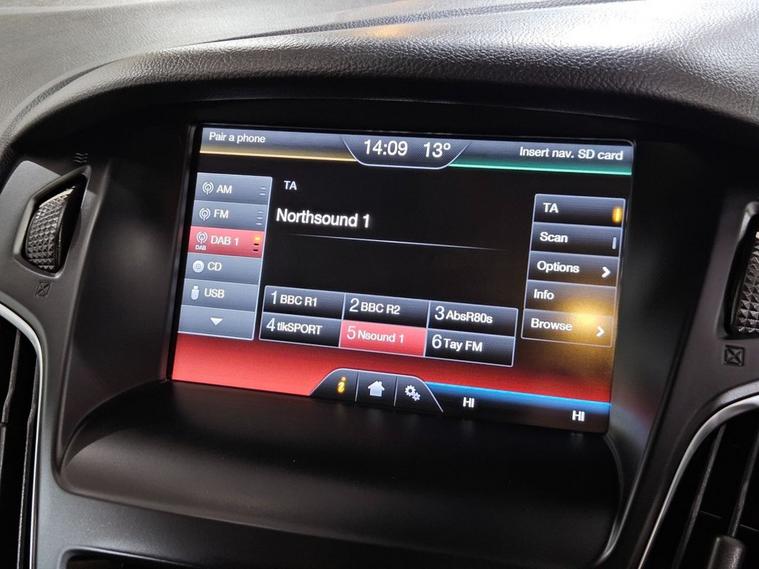 Pair a phone
14:09 13°
Insert nav. SD card
AM
FM
DAB 1
DAB
CD
USB
TA
Northsound 1
1 BBC R1
2 BBC R2
3 AbsR80s
4 tlkSPORT
5 Nsound 1
6 Tay FM
TA
Scan
Options
Info
Browse
i
HI
HI